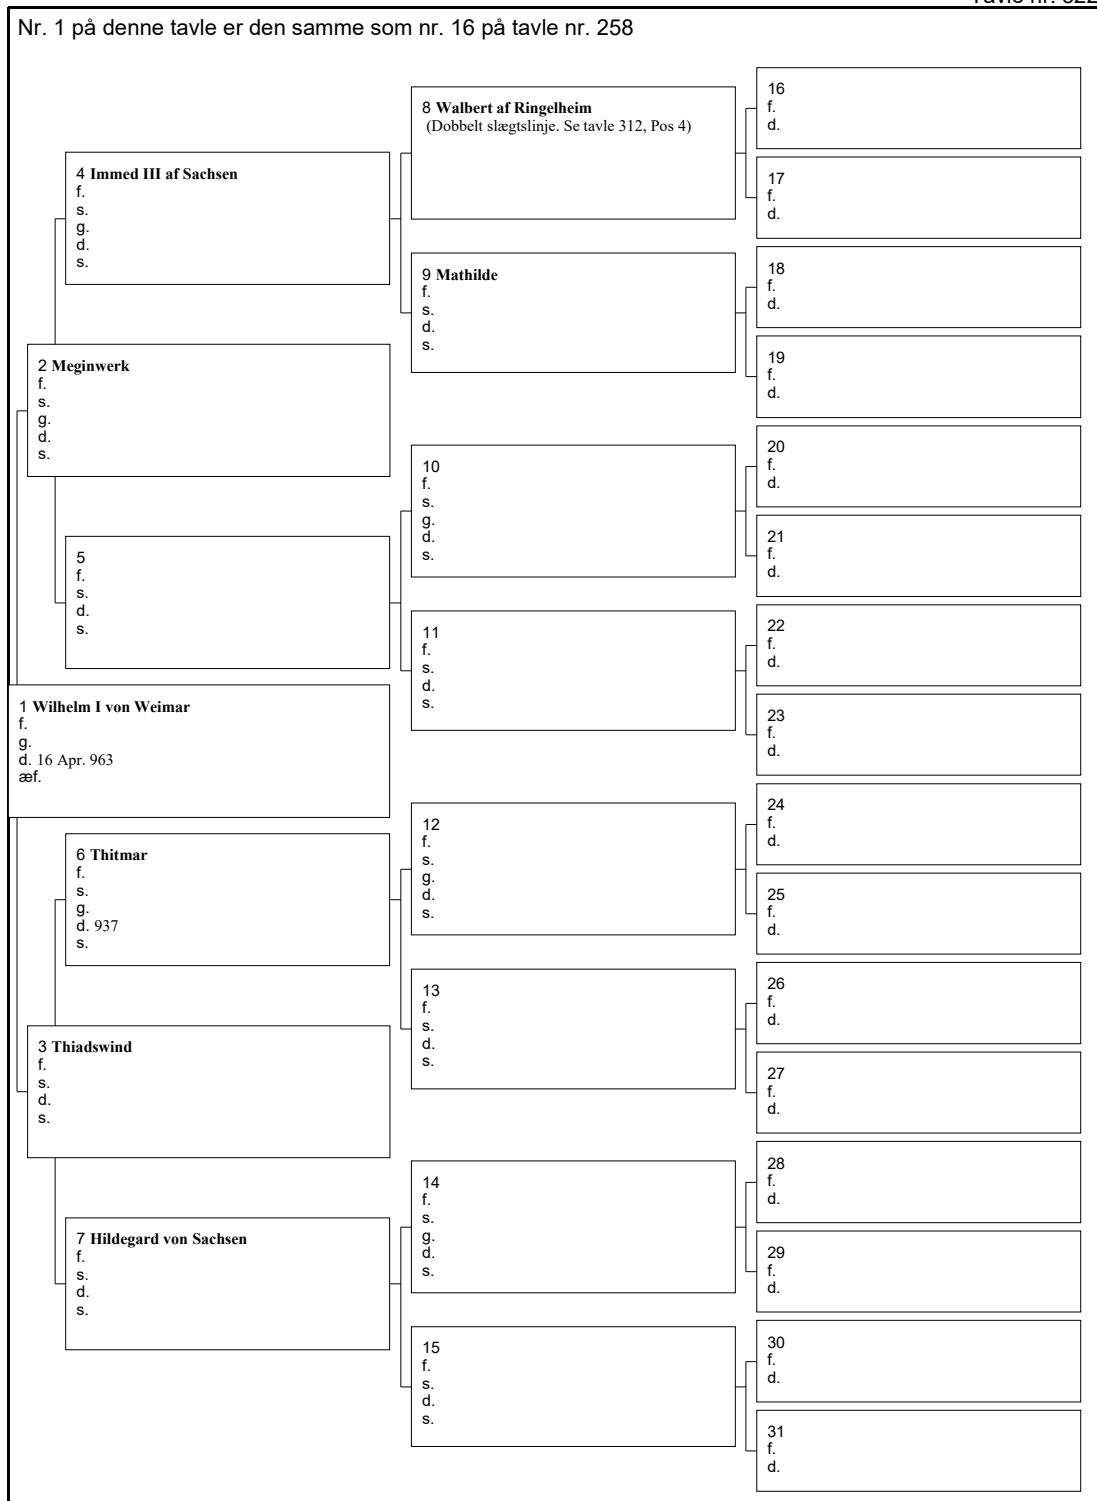 Nr. 1 på denne tavle er den samme som nr. 16 på tavle nr. 258
8 Walbert af Ringelheim
(Dobbelt slægtslinje. Se tavle 312, Pos 4)
16
f.
d.
17
f.
d.
4 Immed III af Sachsen
f.
s.
g.
d.
s.
9 Mathilde
f.
s.
d.
s.
18
f.
d.
19
f.
d.
2 Meginwerk
f.
s.
g.
d.
s.
10
f.
s.
g.
d.
s.
20
f.
d.
21
f.
d.
5
f.
s.
d.
s.
11
f.
s.
d.
s.
22
f.
d.
23
f.
d.
1 Wilhelm I von Weimar
f.
g.
d. 16 Apr. 963
æf.
12
f.
s.
g.
d.
s.
24
f.
d.
25
f.
d.
6 Thitmar
f.
s.
g.
d. 937
s.
13
f.
s.
d.
s.
26
f.
d.
27
f.
d.
3 Thiadswind
f.
s.
d.
s.
14
f.
s.
g.
d.
s.
28
f.
d.
29
f.
d.
7 Hildegard von Sachsen
f.
s.
d.
s.
15
f.
s.
d.
s.
30
f.
d.
31
f.
d.